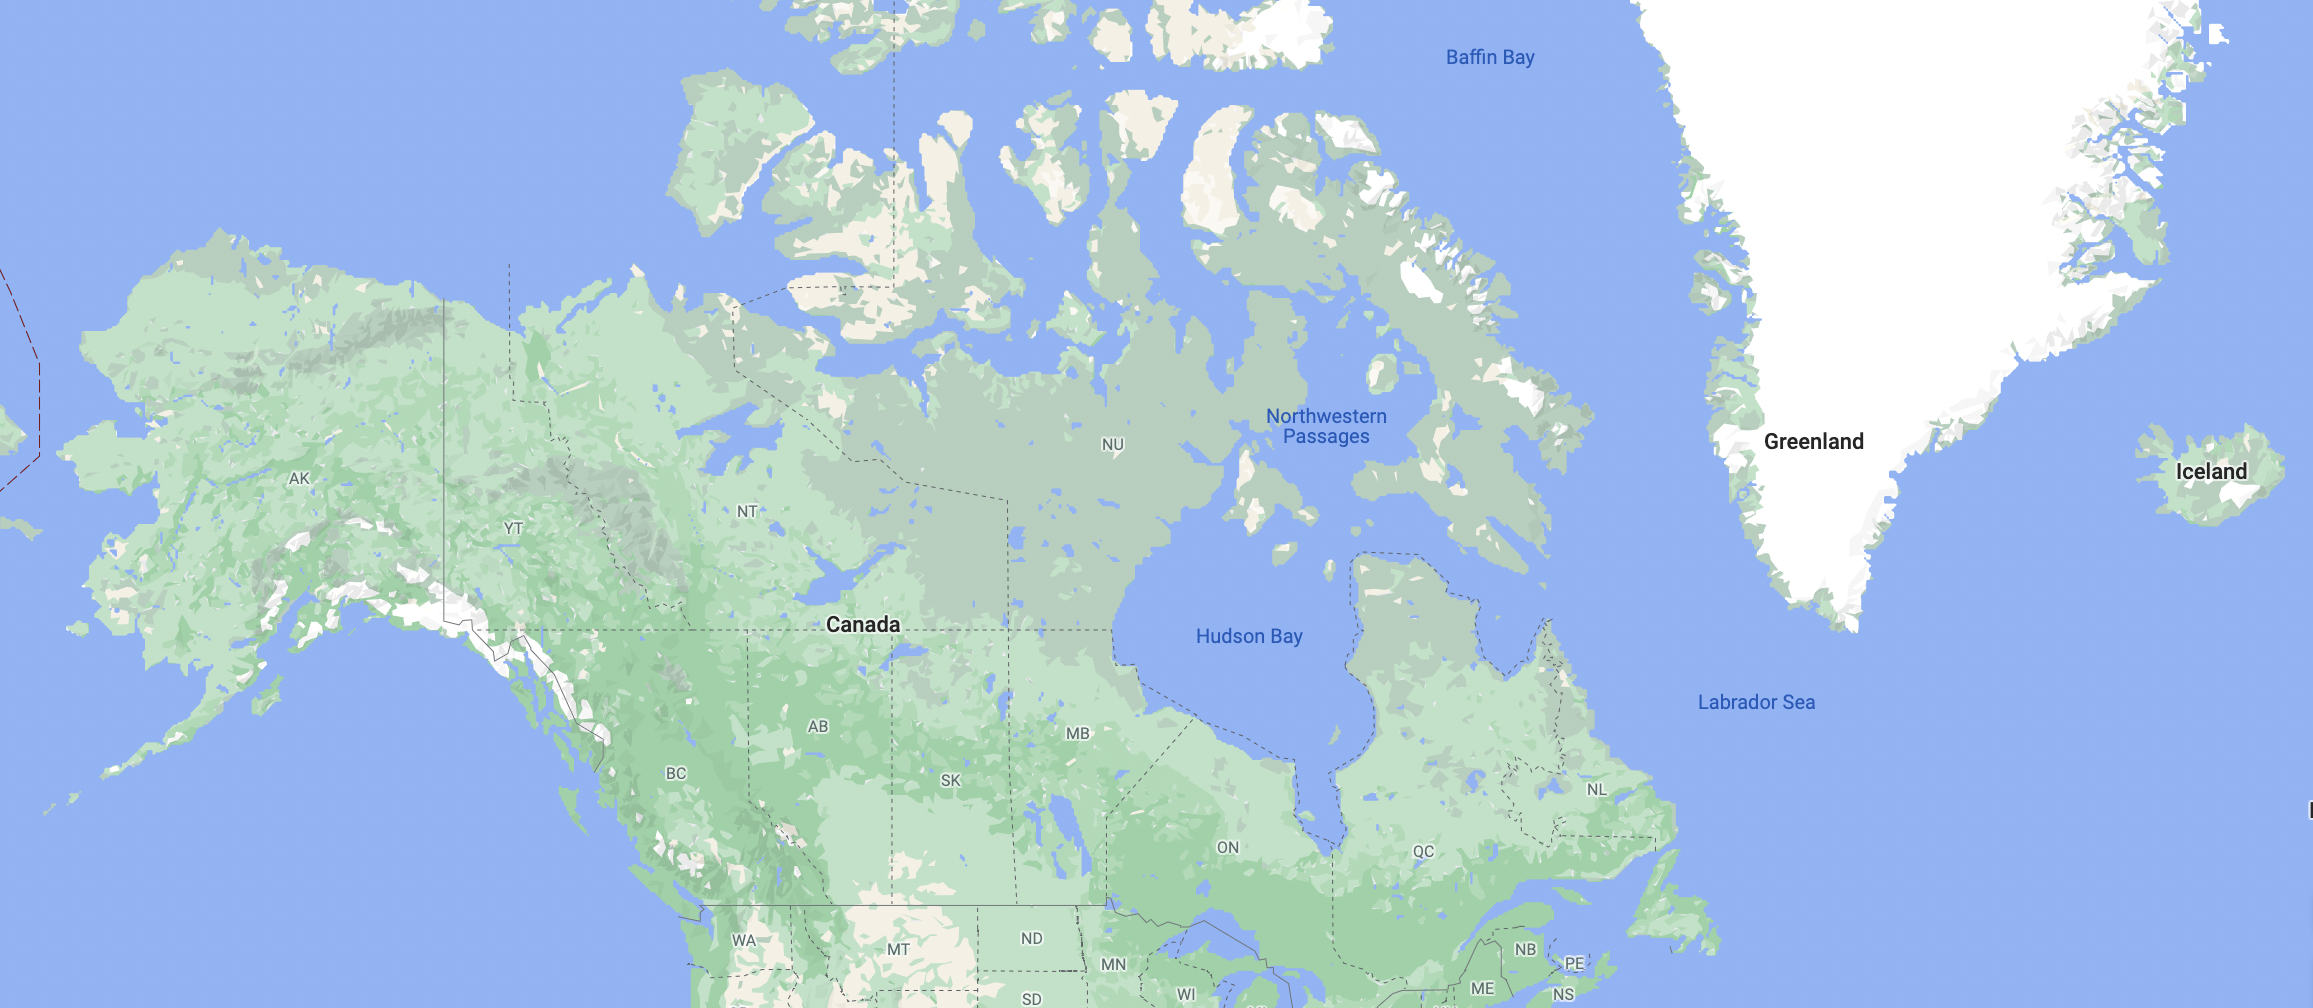 Baffin Bay
Northwestern
Passages
NU
Greenland
Iceland
AK
NT
YT
Canada
Hudson Bay
Labrador Sea
AB
MB
BC
SK
NL
ON
QC
WA
MT
ND
NB
MN
PE
WI
ME
NS
SD